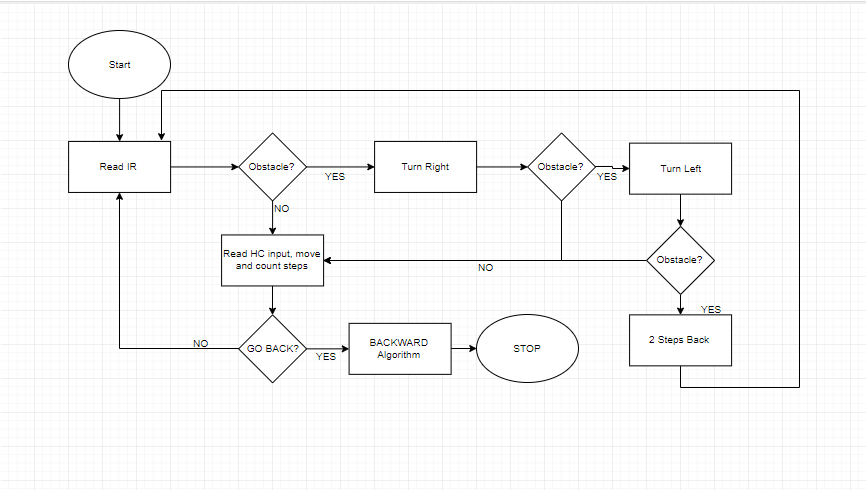 Start
Read IR
Obstacle?
YES
Turn Right
Obstacle?
YES
Turn Left
NO
Read HC input, move
and count steps
NO
Obstacle?
YES
2 Steps Back
NO
GO BACK?
YES
BACKWARD
Algorithm
STOP